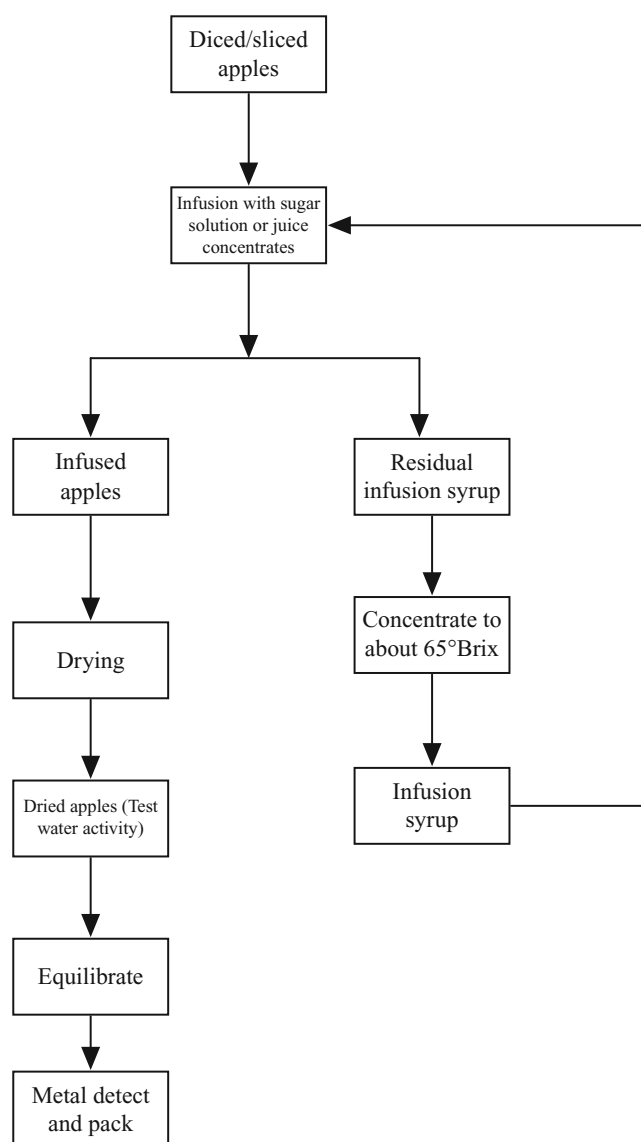 Diced/sliced
apples
Infusion with sugar
solution or juice
concentrates
Infused
apples
Residual
infusion syrup
Drying
Concentrate to
about 65°Brix
Dried apples (Test
water activity)
Infusion
syrup
Equilibrate
Metal detect
and pack